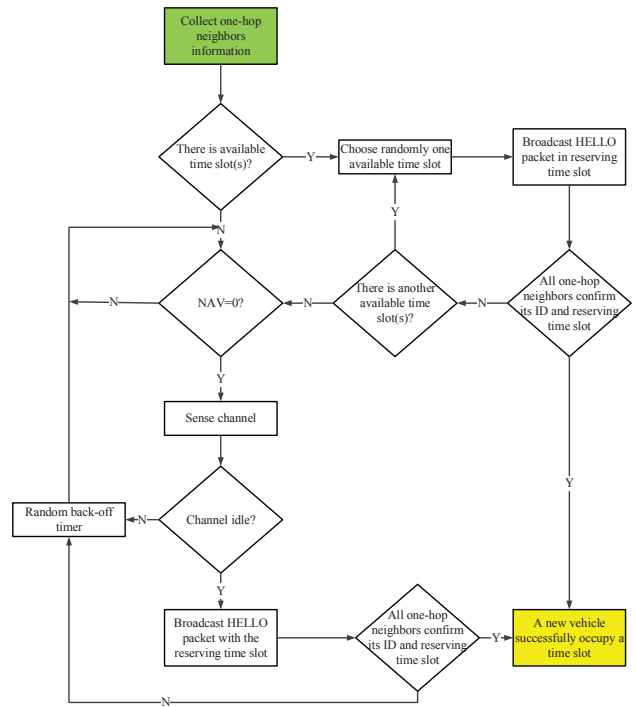 Collect one-hop
neighbors
information
There is available
time slot(s)?
Y
Choose randomly one
available time slot
Broadcast HELLO
packet in reserving
time slot
N
Y
NAV=0?
N
N
There is another
available time
slot(s)?
N
All one-hop
neighbors confirm
its ID and reserving
time slot
Y
Sense channel
Y
Random back-off
timer
N
Channel idle?
Y
Broadcast HELLO
packet with the
reserving time slot
All one-hop
neighbors confirm
its ID and reserving
time slot
Y
A new vehicle
successfully occupy a
time slot
N